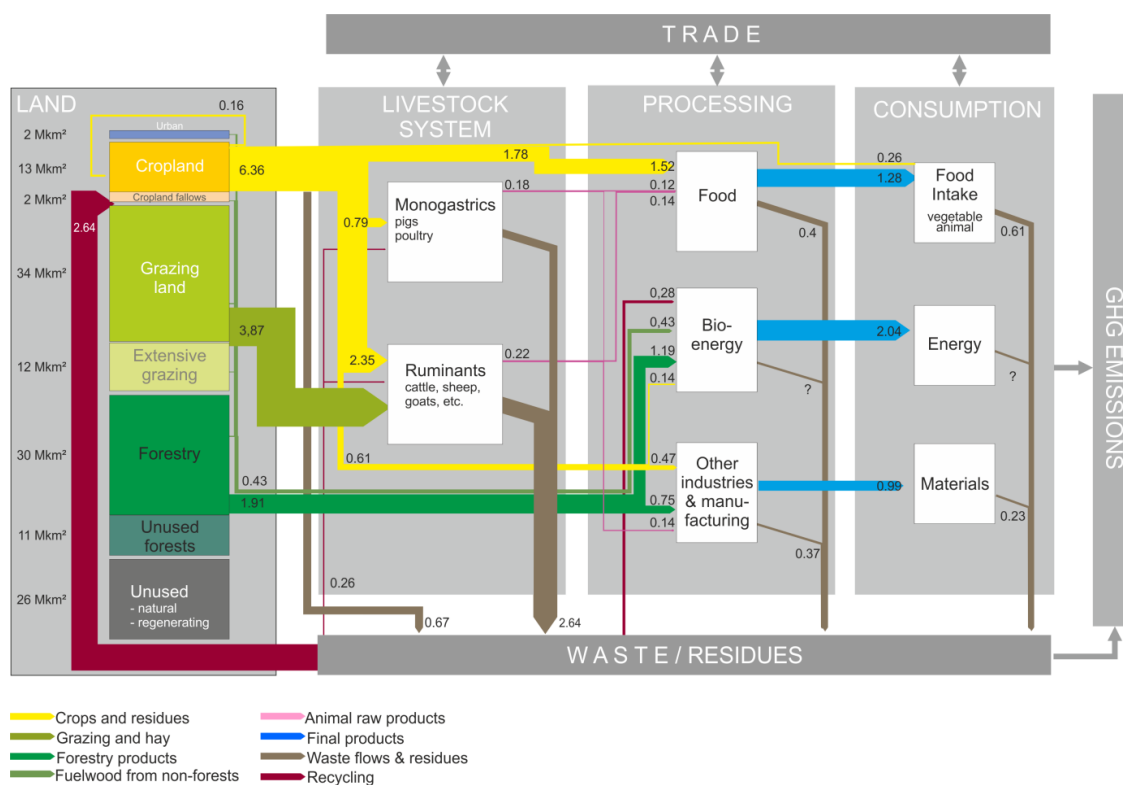 TRADE
LAND
0.16
LIVESTOCK
SYSTEM
PROCESSING
CONSUMPTION
2 Mkm²
Urban
13 Mkm²
Cropland
6.36
2 Mkm²
Cropland fallows
2.64
34 Mkm²
Grazing
land
3,87
12 Mkm²
Extensive
grazing
30 Mkm²
Forestry
0.43
1.91
11 Mkm²
Unused
forests
26 Mkm²
Unused
- natural
- regenerating
1.78
0.18
0.79
Monogastrics
pigs
poultry
2.35
0.22
Ruminants
cattle, sheep,
goats, etc.
0.61
0.26
0.67
2.64
1.52
0.12
0.14
Food
0.4
0,28
0,43
1.19
0.14
Bio-
energy
?
0.47
0.75
0.14
Other
industries
& manu-
facturing
0.37
0.26
1.28
Food
Intake
vegetable
animal
0.61
2.04
Energy
?
0.99
Materials
0.23
GHG EMISSIONS
WASTE / RESIDUES
Crops and residues
Grazing and hay
Forestry products
Fuelwood from non-forests
Animal raw products
Final products
Waste flows & residues
Recycling